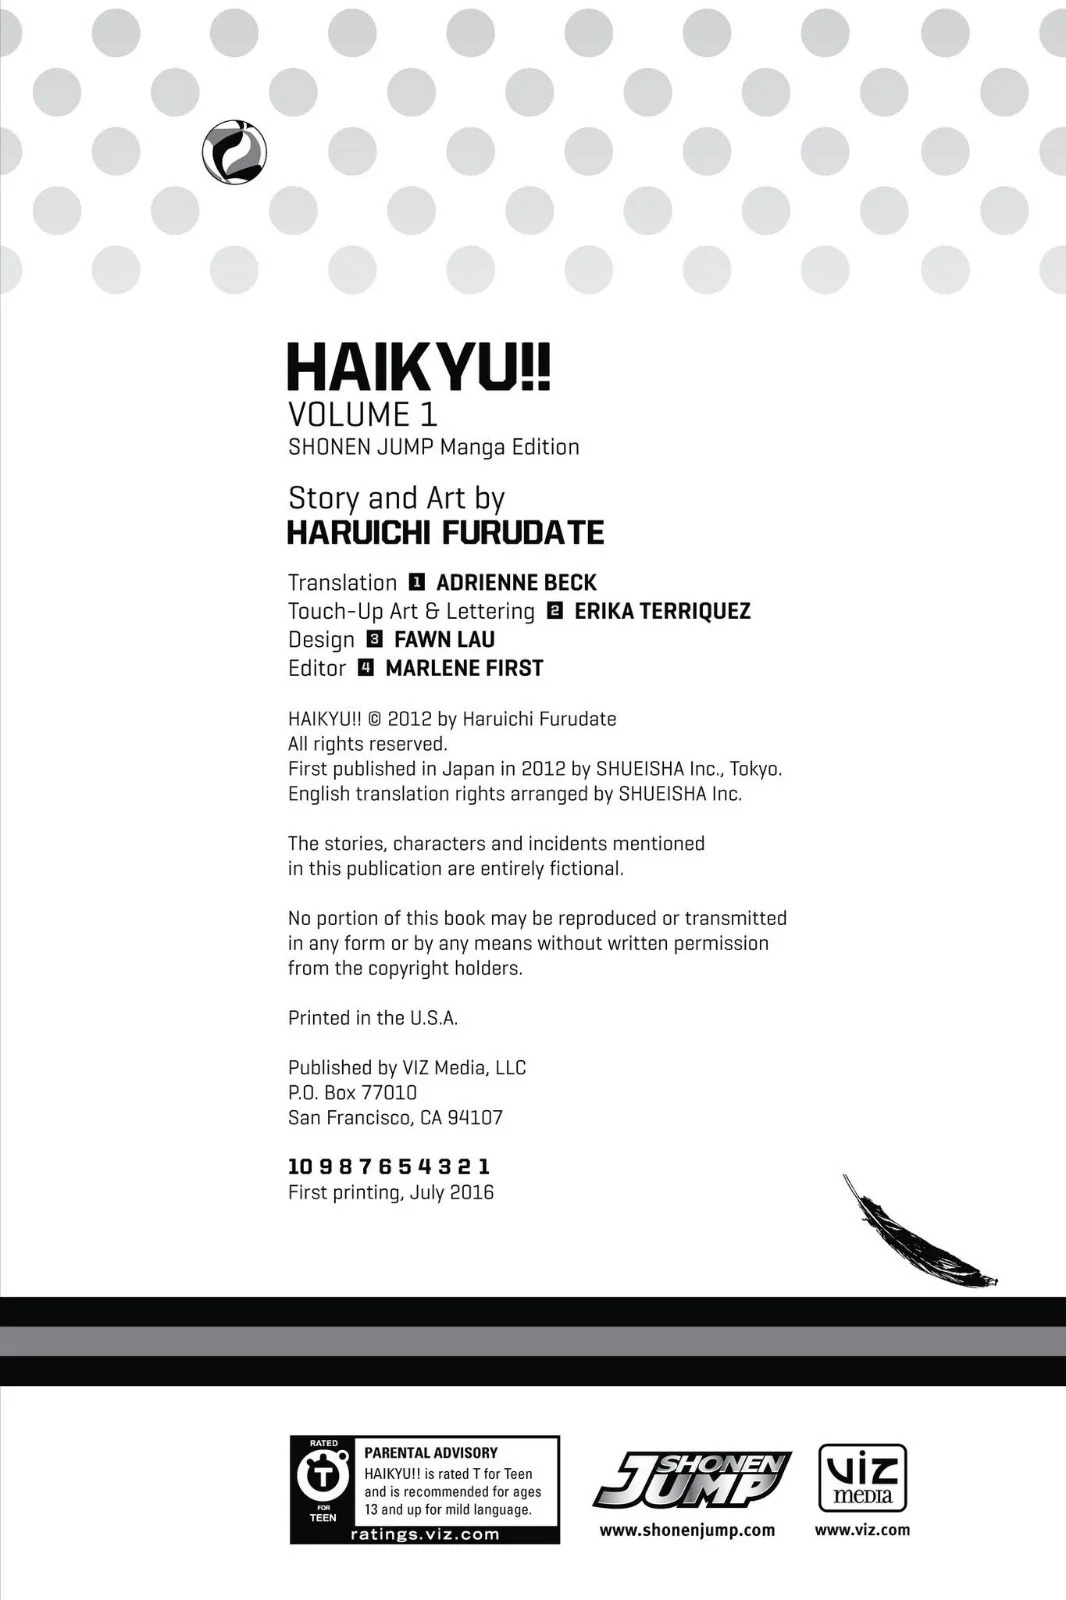 HAIKYU!!
VOLUME 1
SHONEN JUMP Manga Edition
Story and Art by
HARUICHI FURUDATE
Translation 1 ADRIENNE BECK
Touch-Up Art & Lettering 2 ERIKA TERRIQUEZ
Design 3 FAWN LAU
Editor 4 MARLENE FIRST
HAIKYU!! © 2012 by Haruichi Furudate
All rights reserved.
First published in Japan in 2012 by SHUEISHA Inc., Tokyo.
English translation rights arranged by SHUEISHA Inc.
The stories, characters and incidents mentioned
in this publication are entirely fictional.
No portion of this book may be reproduced or transmitted
in any form or by any means without written permission
from the copyright holders.
Printed in the U.S.A.
Published by VIZ Media, LLC
P.O. Box 77010
San Francisco, CA 94107
10 9 8 7 6 5 4 3 2 1
First printing, July 2016
RATED
T
FOR
TEEN
PARENTAL ADVISORY
HAIKYU!! is rated T for Teen
and is recommended for ages
13 and up for mild language.
ratings.viz.com
SHONEN
JUMP
www.shonenjump.com
viz
media
www.viz.com